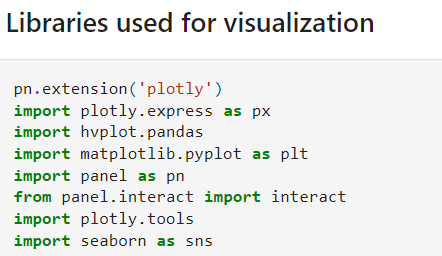 Libraries used for visualization
pn.extension('plotly')
import plotly.express as px
import hvplot.pandas
import matplotlib.pyplot as plt
import panel as pn
from panel.interact import interact
import plotly.tools
import seaborn as sns